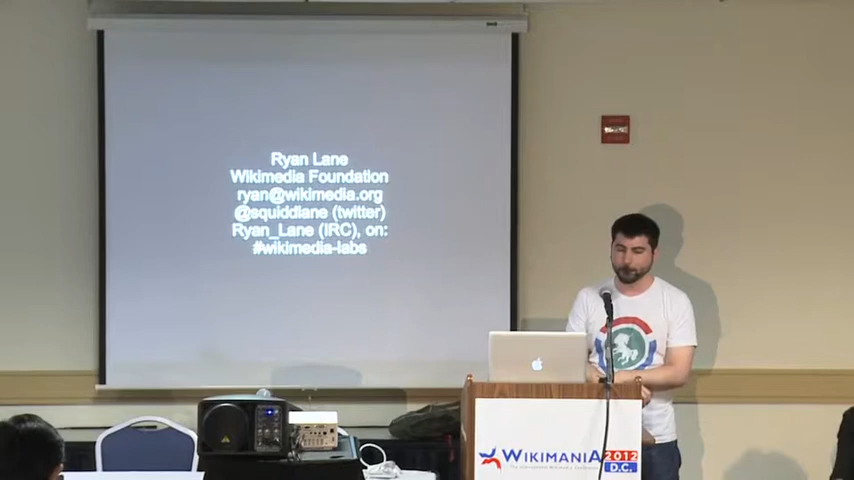 Ryan Lane
Wikimedia Foundation
ryan@wikimedia.org
@squiddlane (twitter)
Ryan_Lane (IRC), on:
#wikimedia-labs
WIKIMANIA
2012
D.C.